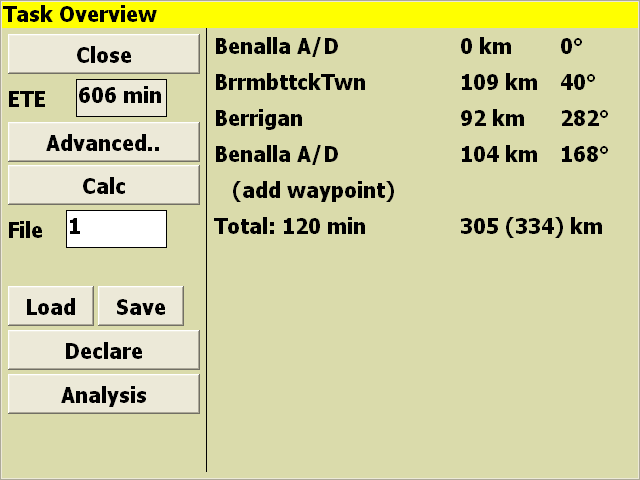 Task Overview
Close
ETE 606 min
Advanced..
Calc
File 1
Load Save
Declare
Analysis
Benalla A/D 0 km 0°
BrrmbttckTwn 109 km 40°
Berrigan 92 km 282°
Benalla A/D 104 km 168°
(add waypoint)
Total: 120 min 305 (334) km